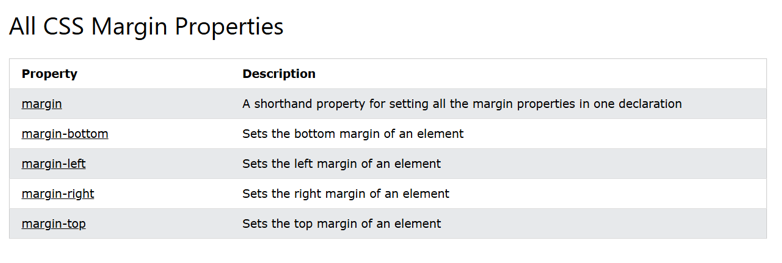 All CSS Margin Properties
Property Description
margin A shorthand property for setting all the margin properties in one declaration
margin-bottom Sets the bottom margin of an element
margin-left Sets the left margin of an element
margin-right Sets the right margin of an element
margin-top Sets the top margin of an element